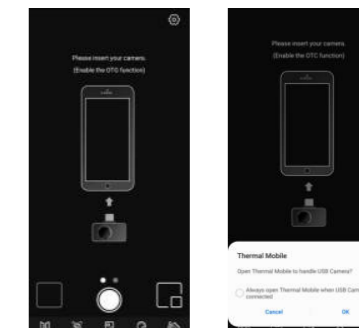 Please insert your camera.
(Enable the OTG function)
Please insert your camera.
(Enable the OTG function)
Thermal Mobile
Open Thermal Mobile to handle USB Camera?
Always open Thermal Mobile when USB Cam
connected
Cancel
OK